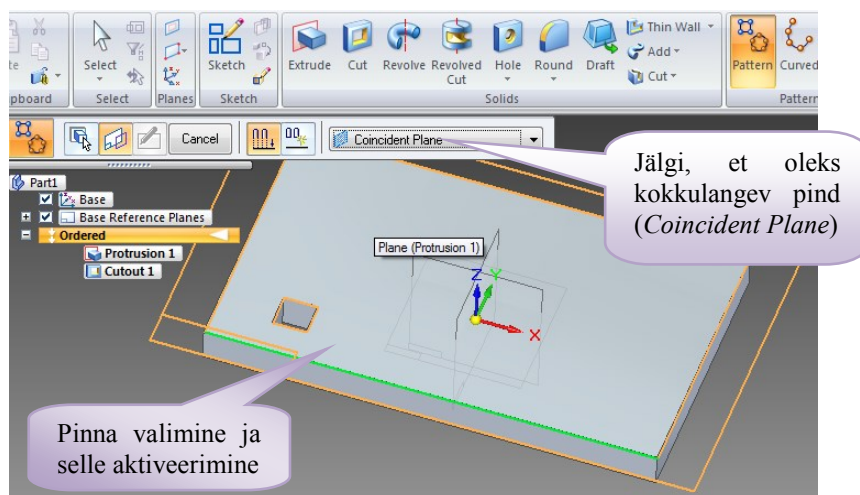 Select
Sketch
Extrude
Cut
Revolve
Revolved
Cut
Hole
Round
Draft
Thin Wall
Add
Cut
Pattern
Curved
pboard
Select
Planes
Sketch
Solids
Pattern
Cancel
Coincident Plane
Jälgi, et oleks
kokkulangev pind
(Coincident Plane)
Part1
Base
Base Reference Planes
Ordered
Protrusion 1
Cutout 1
Plane (Protrusion 1)
Z
Y
X
Pinna valimine ja
selle aktiveerimine